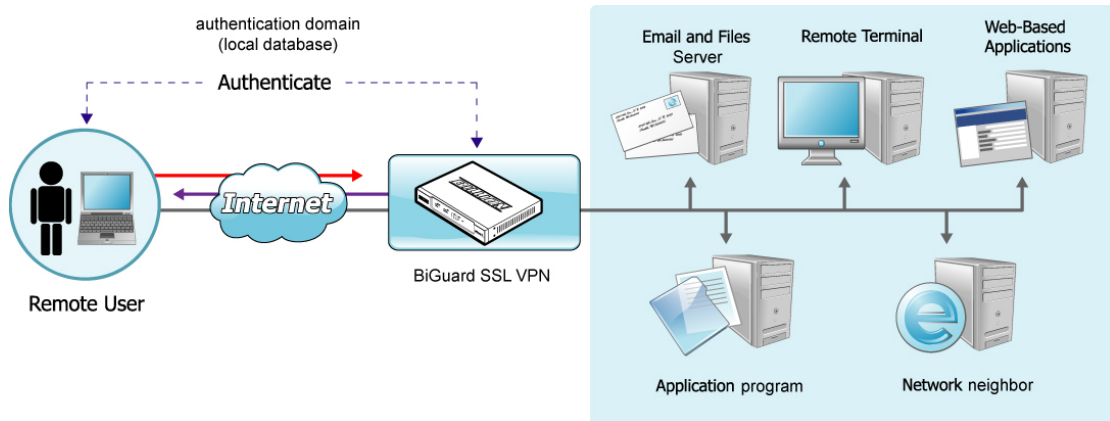 authentication domain
(local database)
Authenticate
Internet
Remote User
BiGuard SSL VPN
Email and Files
Server
Remote Terminal
Web-Based
Applications
Application program
Network neighbor